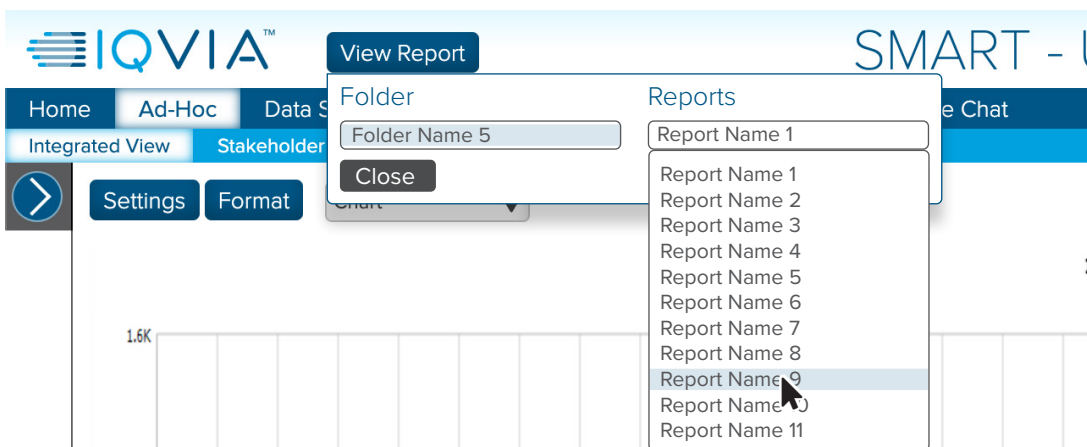 IQVIA™
View Report
SMART -
Folder
Reports
Home
Ad-Hoc
Data
Chat
Folder Name 5
Report Name 1
Integrated View
Stakeholder
Close
Settings
Format
Chart
Report Name 1
Report Name 2
Report Name 3
Report Name 4
Report Name 5
Report Name 6
Report Name 7
Report Name 8
Report Name 9
Report Name
Report Name 11
1.6K